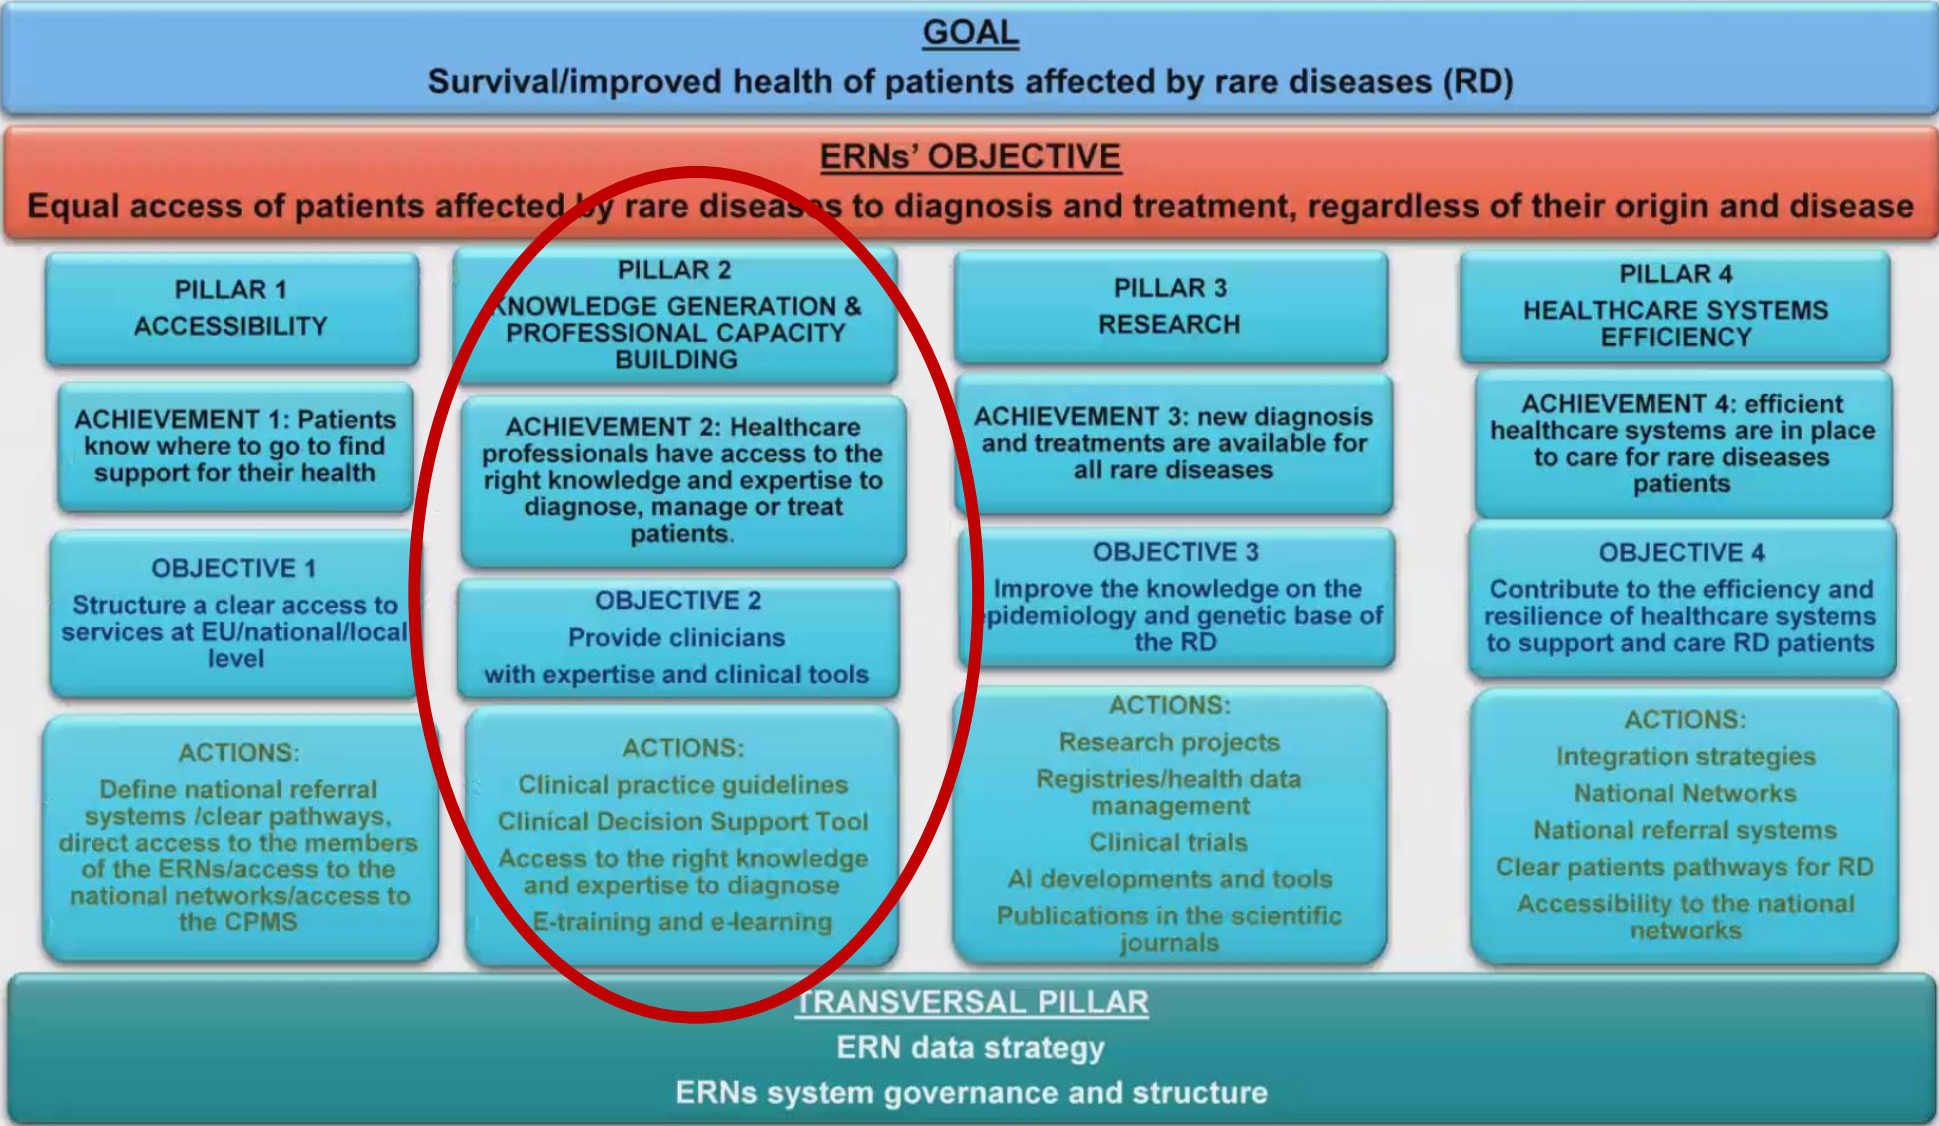 GOAL
Survival/improved health of patients affected by rare diseases (RD)
ERNs' OBJECTIVE
Equal access of patients affected by rare diseases to diagnosis and treatment, regardless of their origin and disease
PILLAR 1
ACCESSIBILITY
ACHIEVEMENT 1: Patients
know where to go to find
support for their health
OBJECTIVE 1
Structure a clear access to
services at EU/national/local
level
ACTIONS:
Define national referral
systems /clear pathways,
direct access to the members
of the ERNs/access to the
national networks/access to
the CPMS
PILLAR 2
KNOWLEDGE GENERATION &
PROFESSIONAL CAPACITY
BUILDING
ACHIEVEMENT 2: Healthcare
professionals have access to the
right knowledge and expertise to
diagnose, manage or treat
patients.
OBJECTIVE 2
Provide clinicians
with expertise and clinical tools
ACTIONS:
Clinical practice guidelines
Clinical Decision Support Tool
Access to the right knowledge
and expertise to diagnose
E-training and e-learning
PILLAR 3
RESEARCH
ACHIEVEMENT 3: new diagnosis
and treatments are available for
all rare diseases
OBJECTIVE 3
Improve the knowledge on the
epidemiology and genetic base of
the RD
ACTIONS:
Research projects
Registries/health data
management
Clinical trials
AI developments and tools
Publications in the scientific
journals
PILLAR 4
HEALTHCARE SYSTEMS
EFFICIENCY
ACHIEVEMENT 4: efficient
healthcare systems are in place
to care for rare diseases
patients
OBJECTIVE 4
Contribute to the efficiency and
resilience of healthcare systems
to support and care RD patients
ACTIONS:
Integration strategies
National Networks
National referral systems
Clear patients pathways for RD
Accessibility to the national
networks
TRANSVERSAL PILLAR
ERN data strategy
ERNs system governance and structure